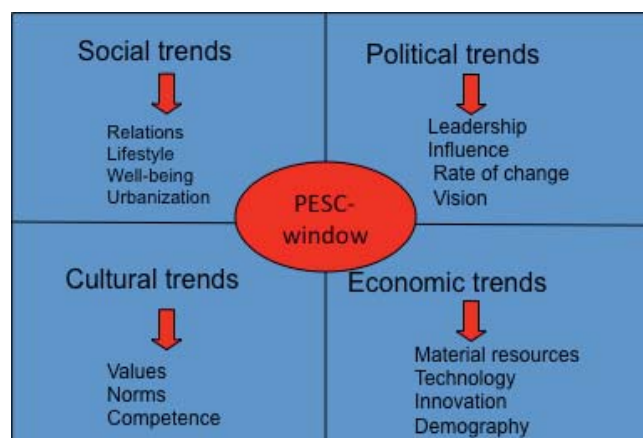 Social trends
Relations
Lifestyle
Well-being
Urbanization
Political trends
Leadership
Influence
Rate of change
Vision
PESC-
window
Cultural trends
Values
Norms
Competence
Economic trends
Material resources
Technology
Innovation
Demography